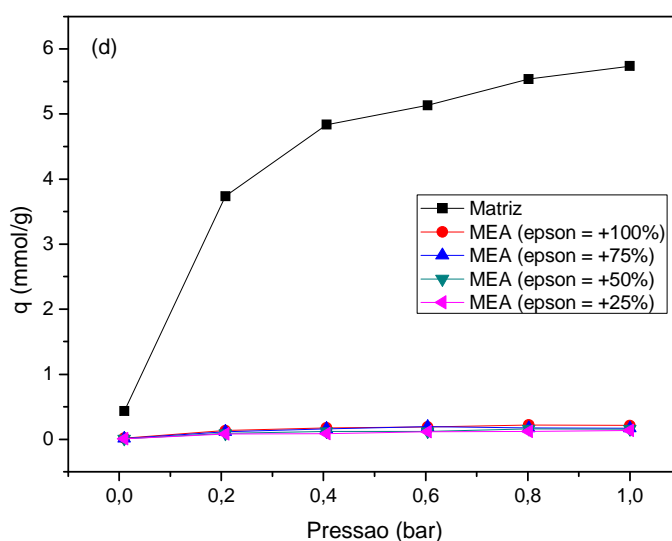 (d)
6
5
4
3
2
1
0
q (mmol/g)
Matriz
MEA (epson = +100%)
MEA (epson = +75%)
MEA (epson = +50%)
MEA (epson = +25%)
0,0 0,2 0,4 0,6 0,8 1,0
Pressao (bar)